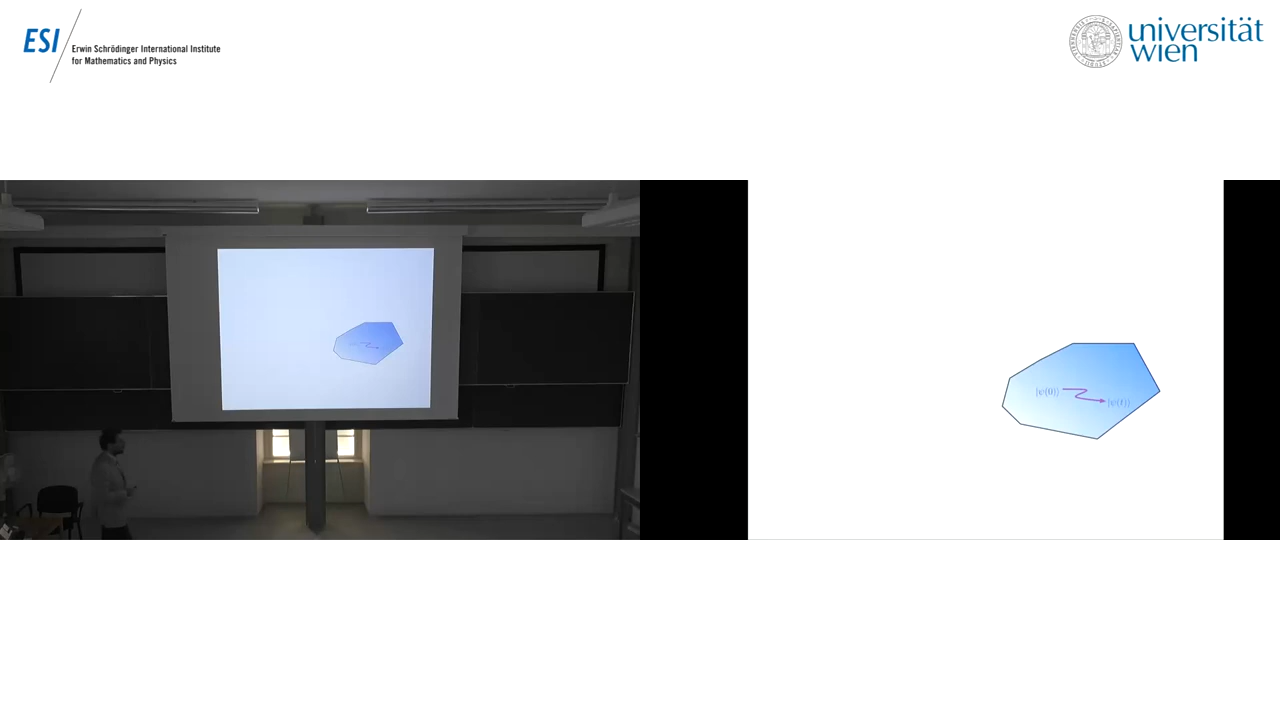 ESI
Erwin Schrödinger International Institute
for Mathematics and Physics
universität
wien
|ψ(0)⟩
|ψ(t)⟩